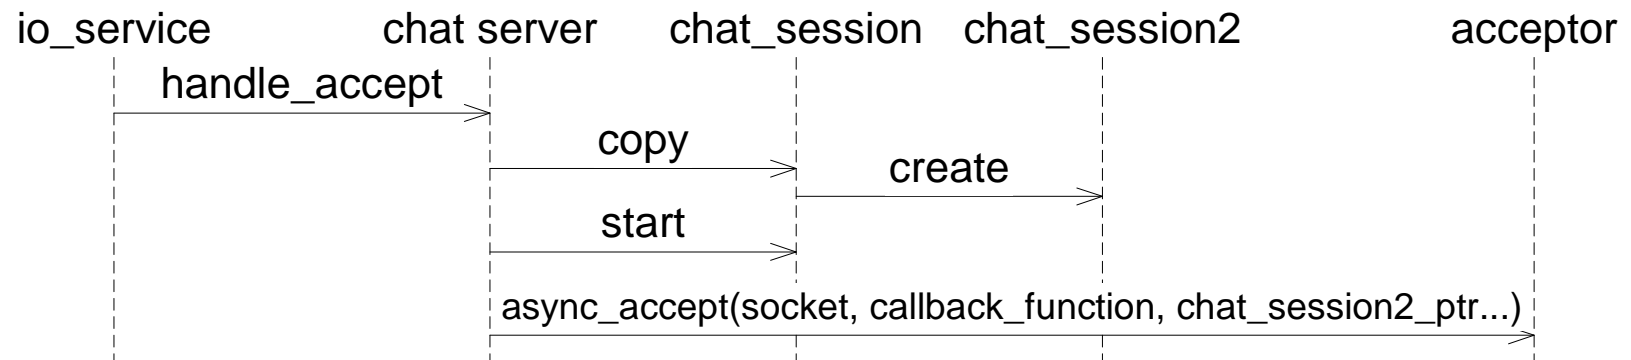 io_service chat server chat_session chat_session2 acceptor
handle_accept
copy
create
start
async_accept(socket, callback_function, chat_session2_ptr...)